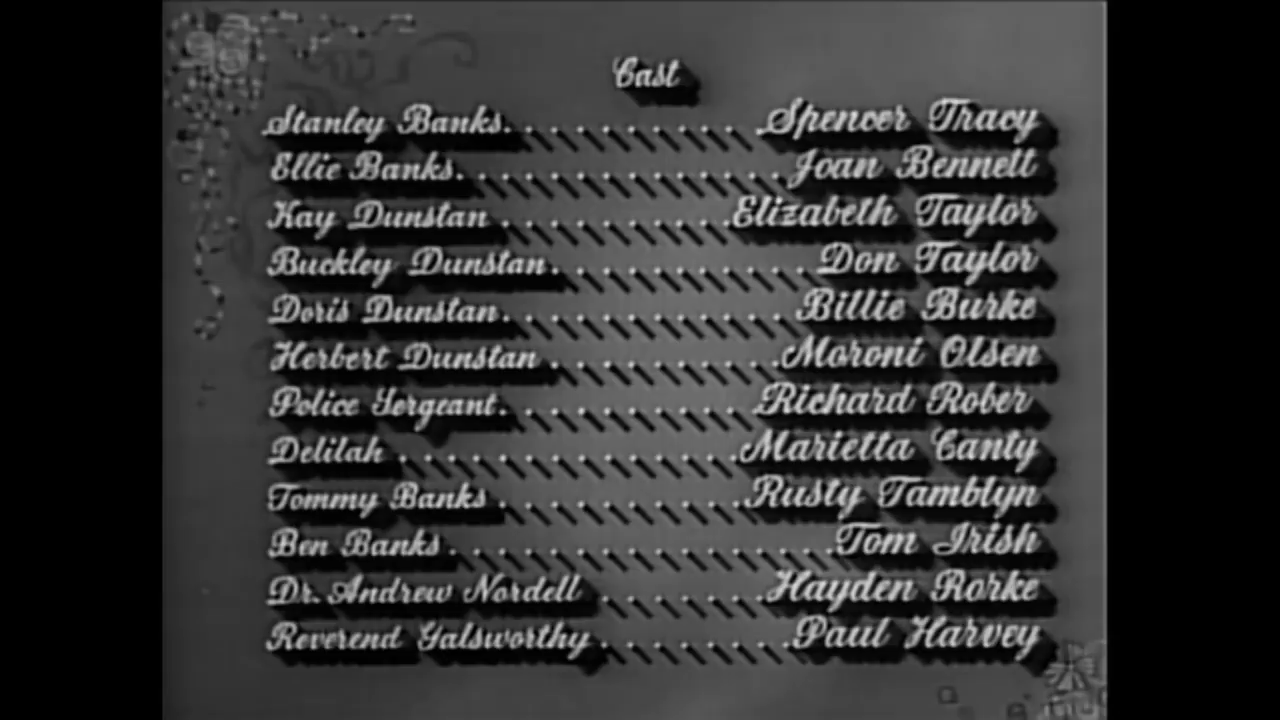 Cast
Stanley Banks. . . . . . . . . . .Spencer Tracy
Ellie Banks. . . . . . . . . . . . . .Joan Bennett
Kay Dunstan . . . . . . . . . .Elizabeth Taylor
Buckley Dunstan. . . . . . . . . . .Don Taylor
Doris Dunstan. . . . . . . . . . . .Billie Burke
Herbert Dunstan . . . . . . . . . .Moroni Olsen
Police Sergeant. . . . . . . . . . .Richard Rober
Delilah . . . . . . . . . . . . . .Marietta Canty
Tommy Banks . . . . . . . . . .Rusty Tamblyn
Ben Banks . . . . . . . . . . . . . . . .Tom Irish
Dr. Andrew Nordell . . . . . . .Hayden Rorke
Reverend Galsworthy . . . . . . . .Paul Harvey